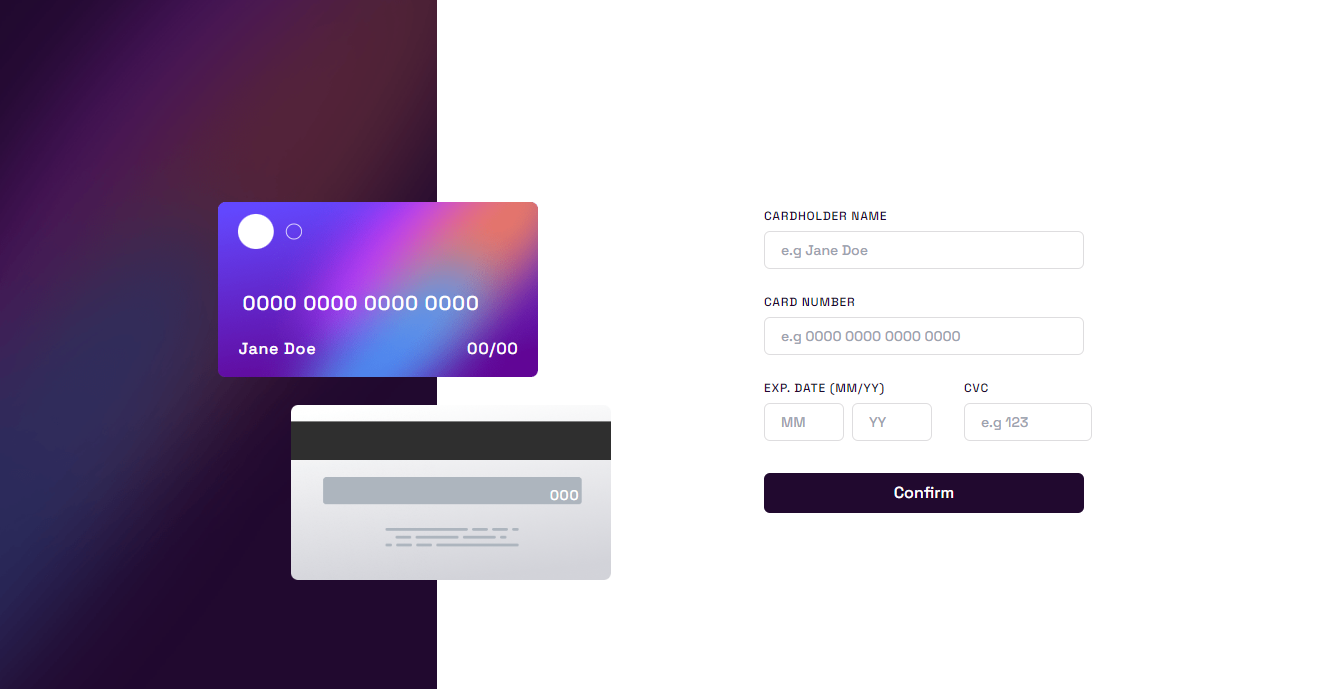 0000 0000 0000 0000
Jane Doe 00/00
000
CARDHOLDER NAME
e.g Jane Doe
CARD NUMBER
e.g 0000 0000 0000 0000
EXP. DATE (MM/YY) CVC
MM YY e.g 123
Confirm